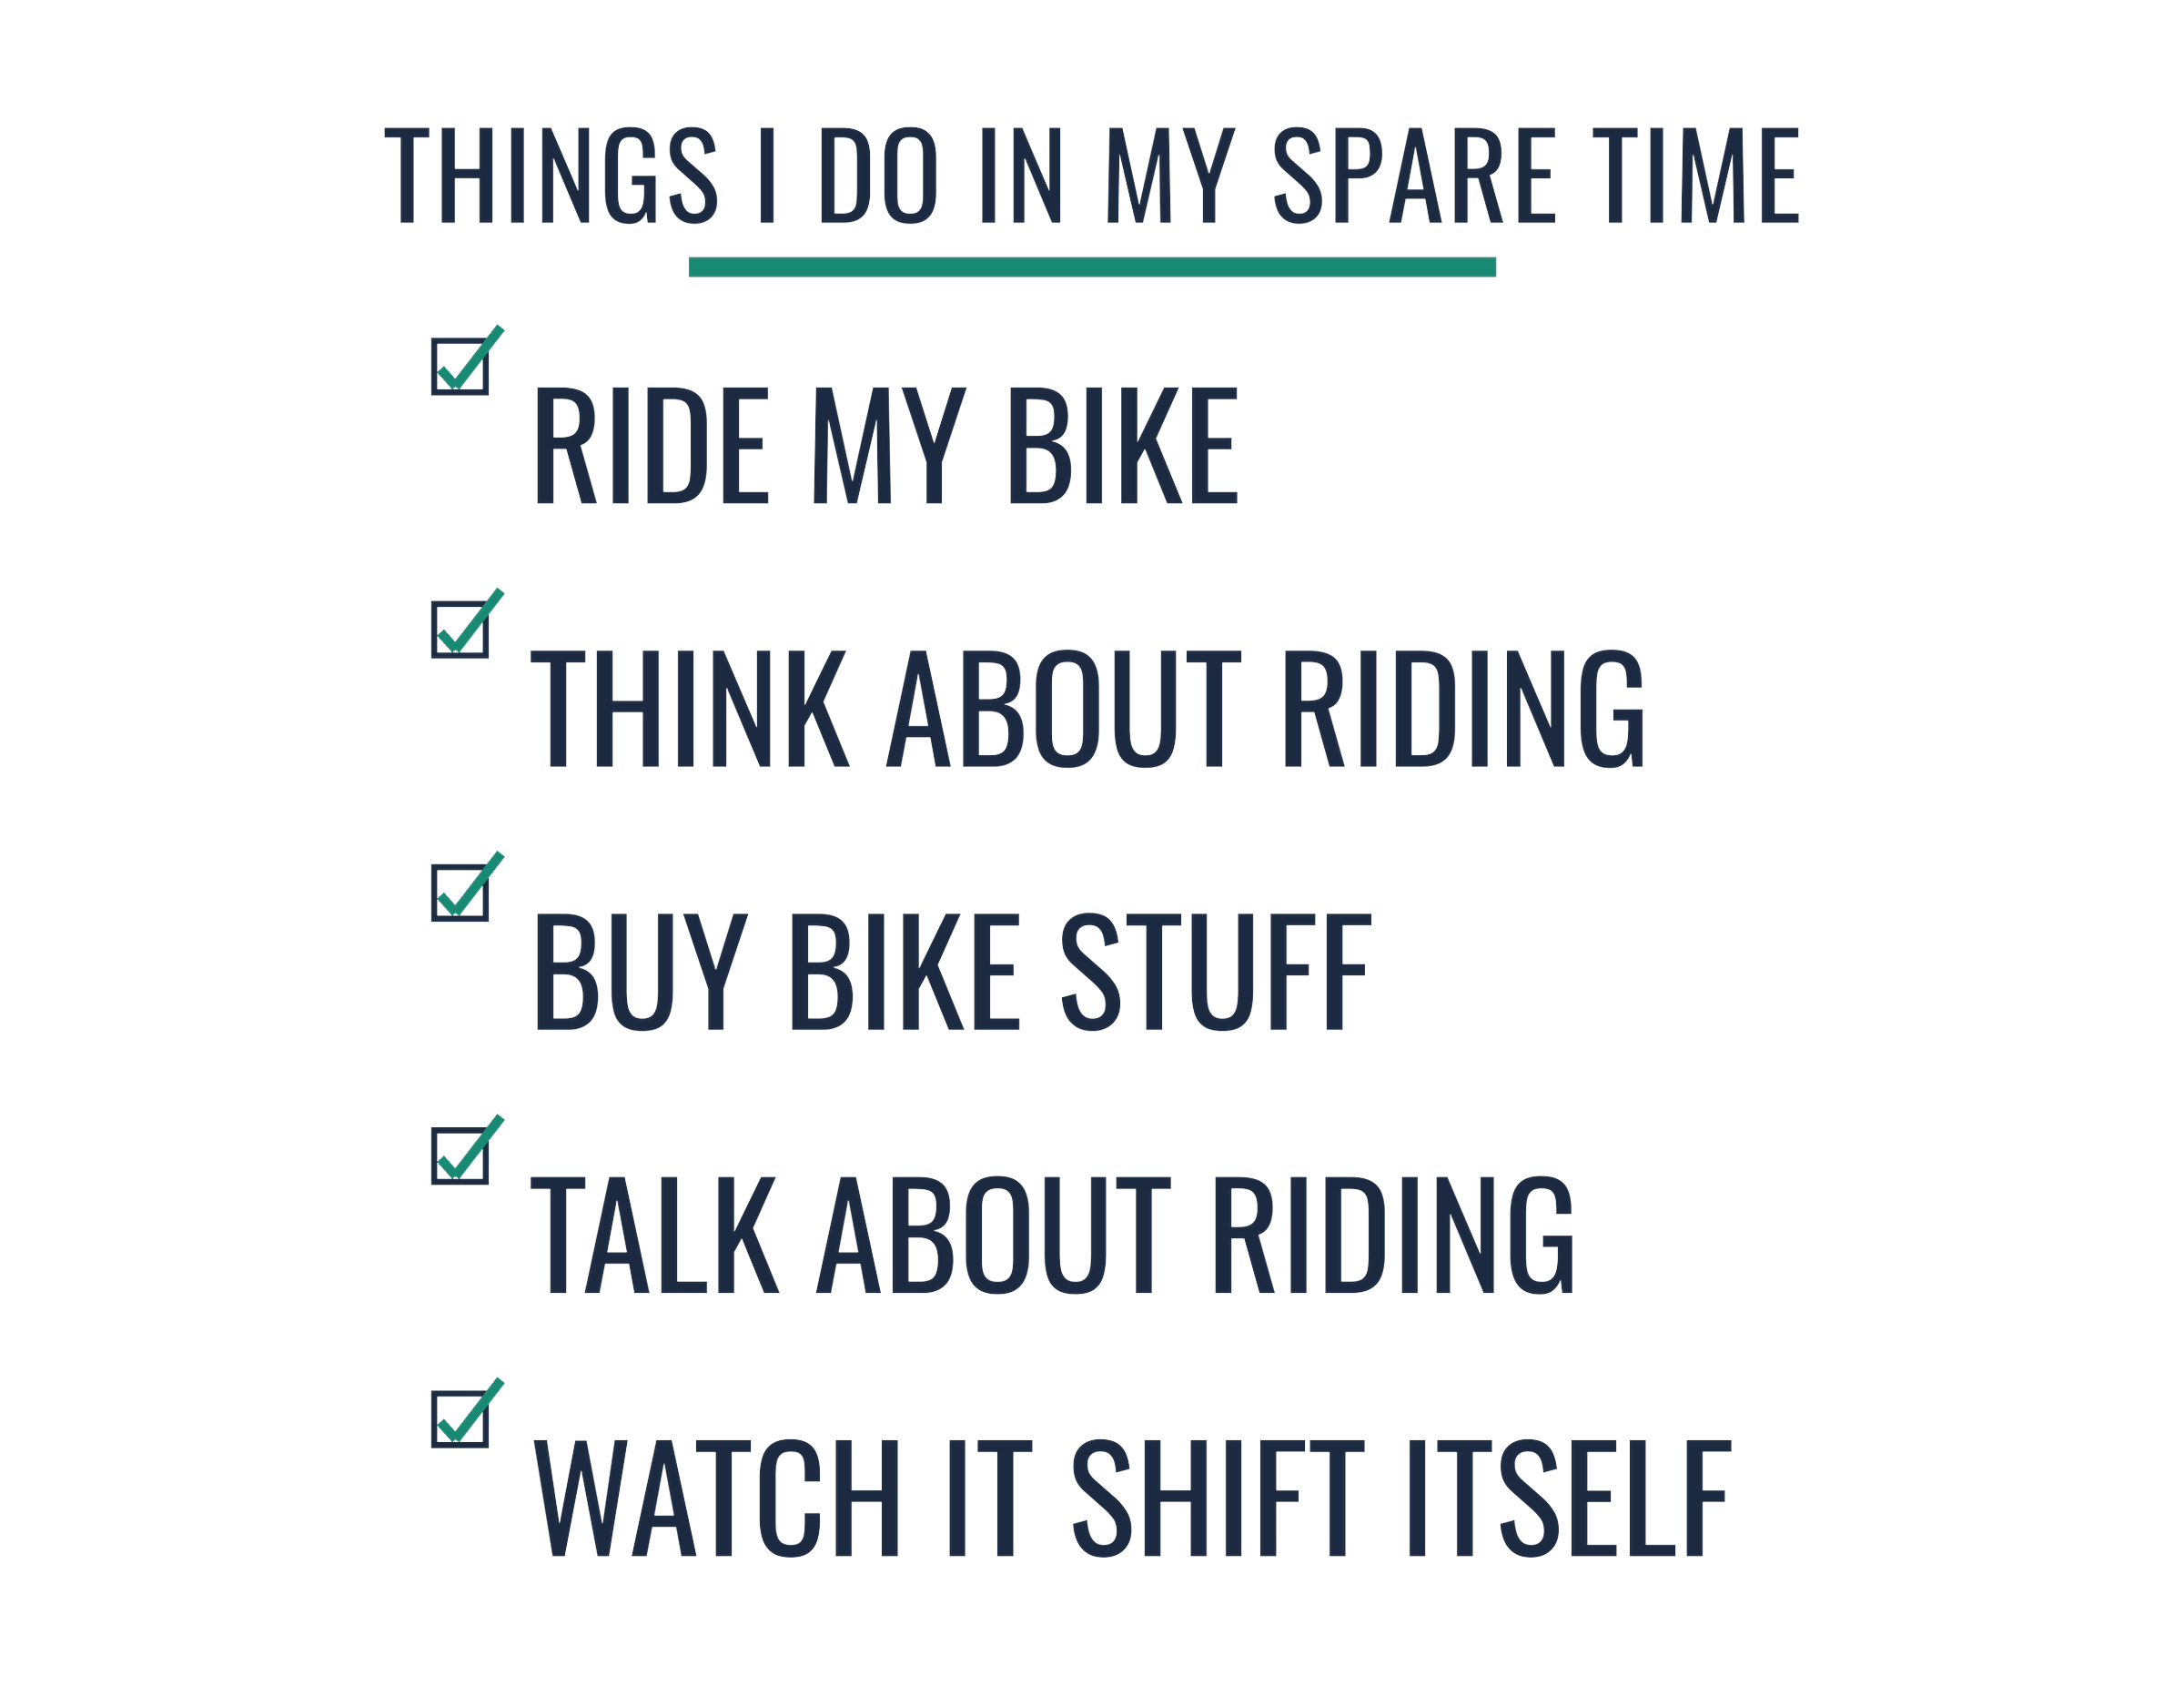 THINGS I DO IN MY SPARE TIME
RIDE MY BIKE
THINK ABOUT RIDING
BUY BIKE STUFF
TALK ABOUT RIDING
WATCH IT SHIFT ITSELF